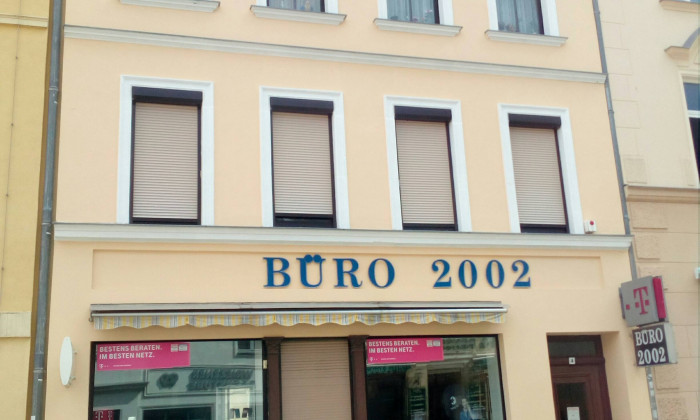 BÜRO 2002
T
BÜRO
2002
BESTENS BERATEN.
IM BESTEN NETZ.
BESTENS BERATEN.
IM BESTEN NETZ.